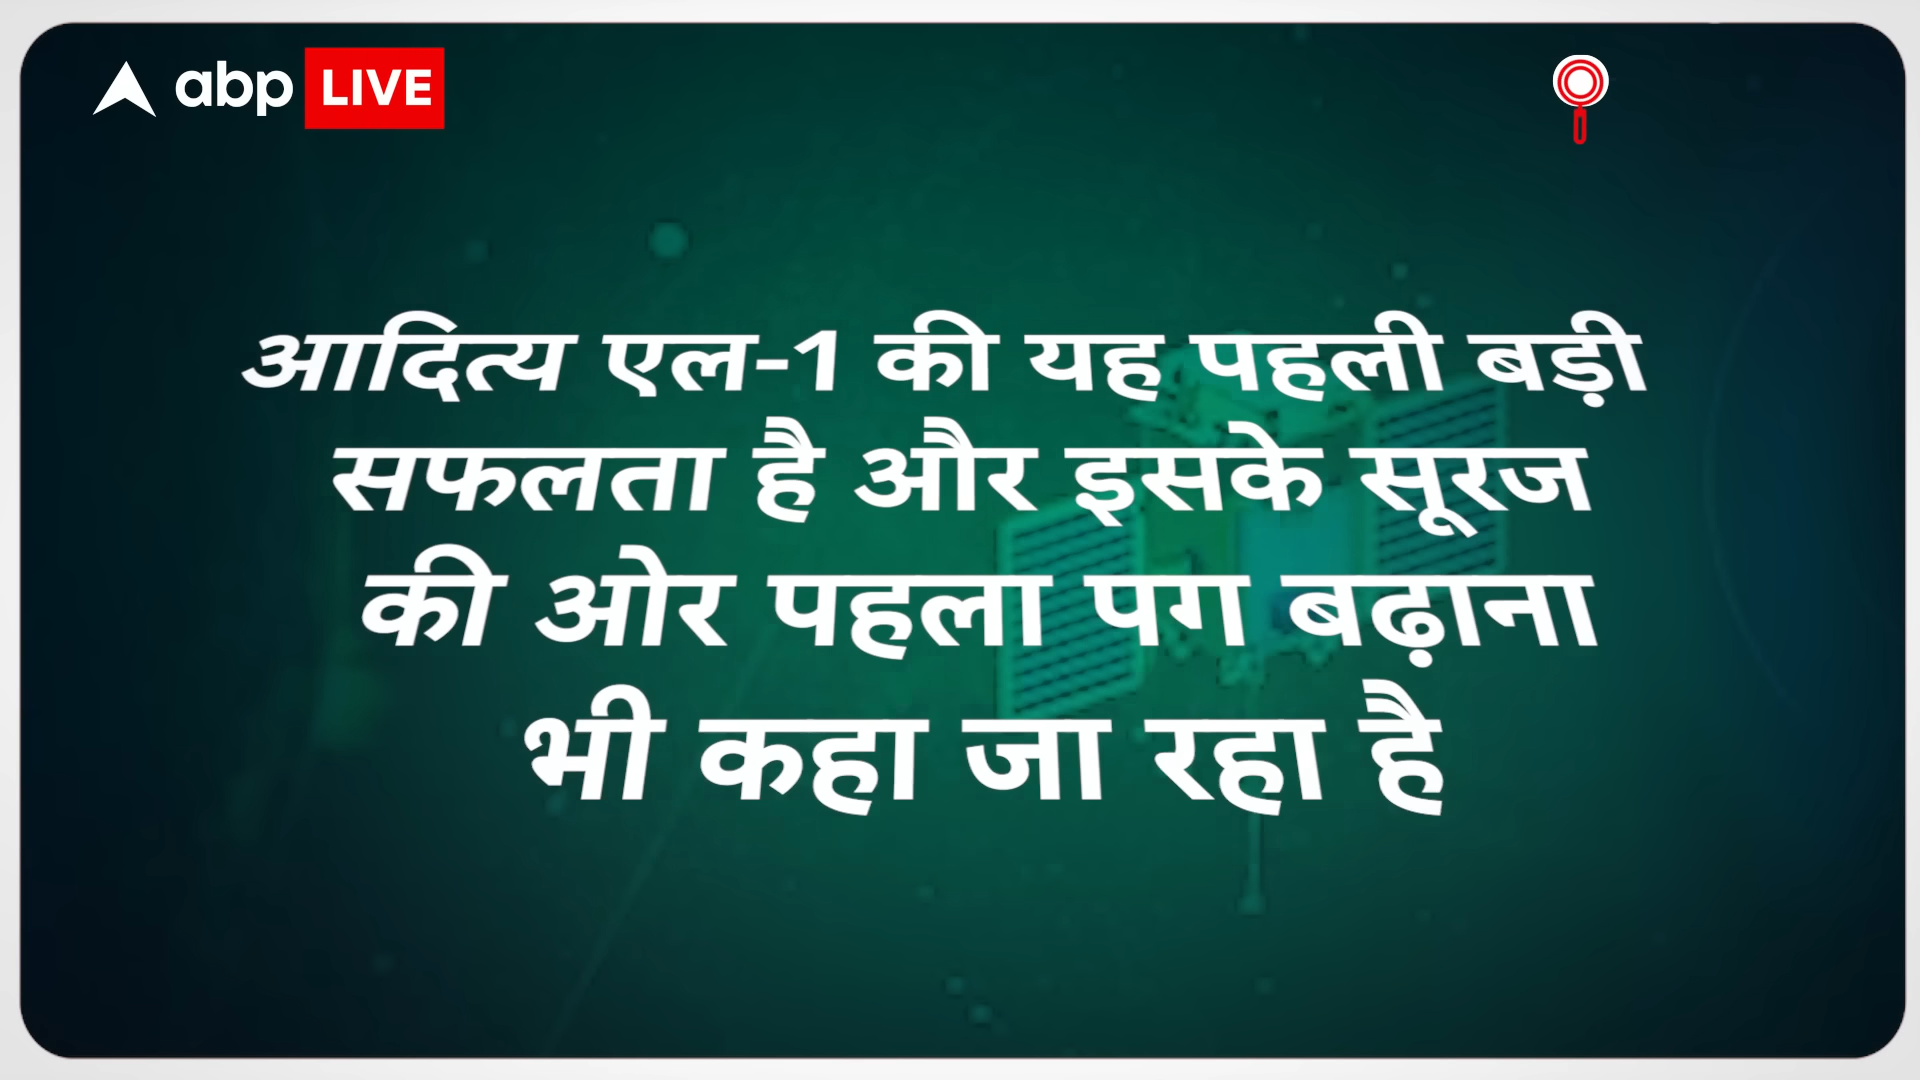 abp LIVE
आदित्य एल-1 की यह पहली बड़ी
सफलता है और इसके सूरज
की ओर पहला पग बढ़ाना
भी कहा जा रहा है